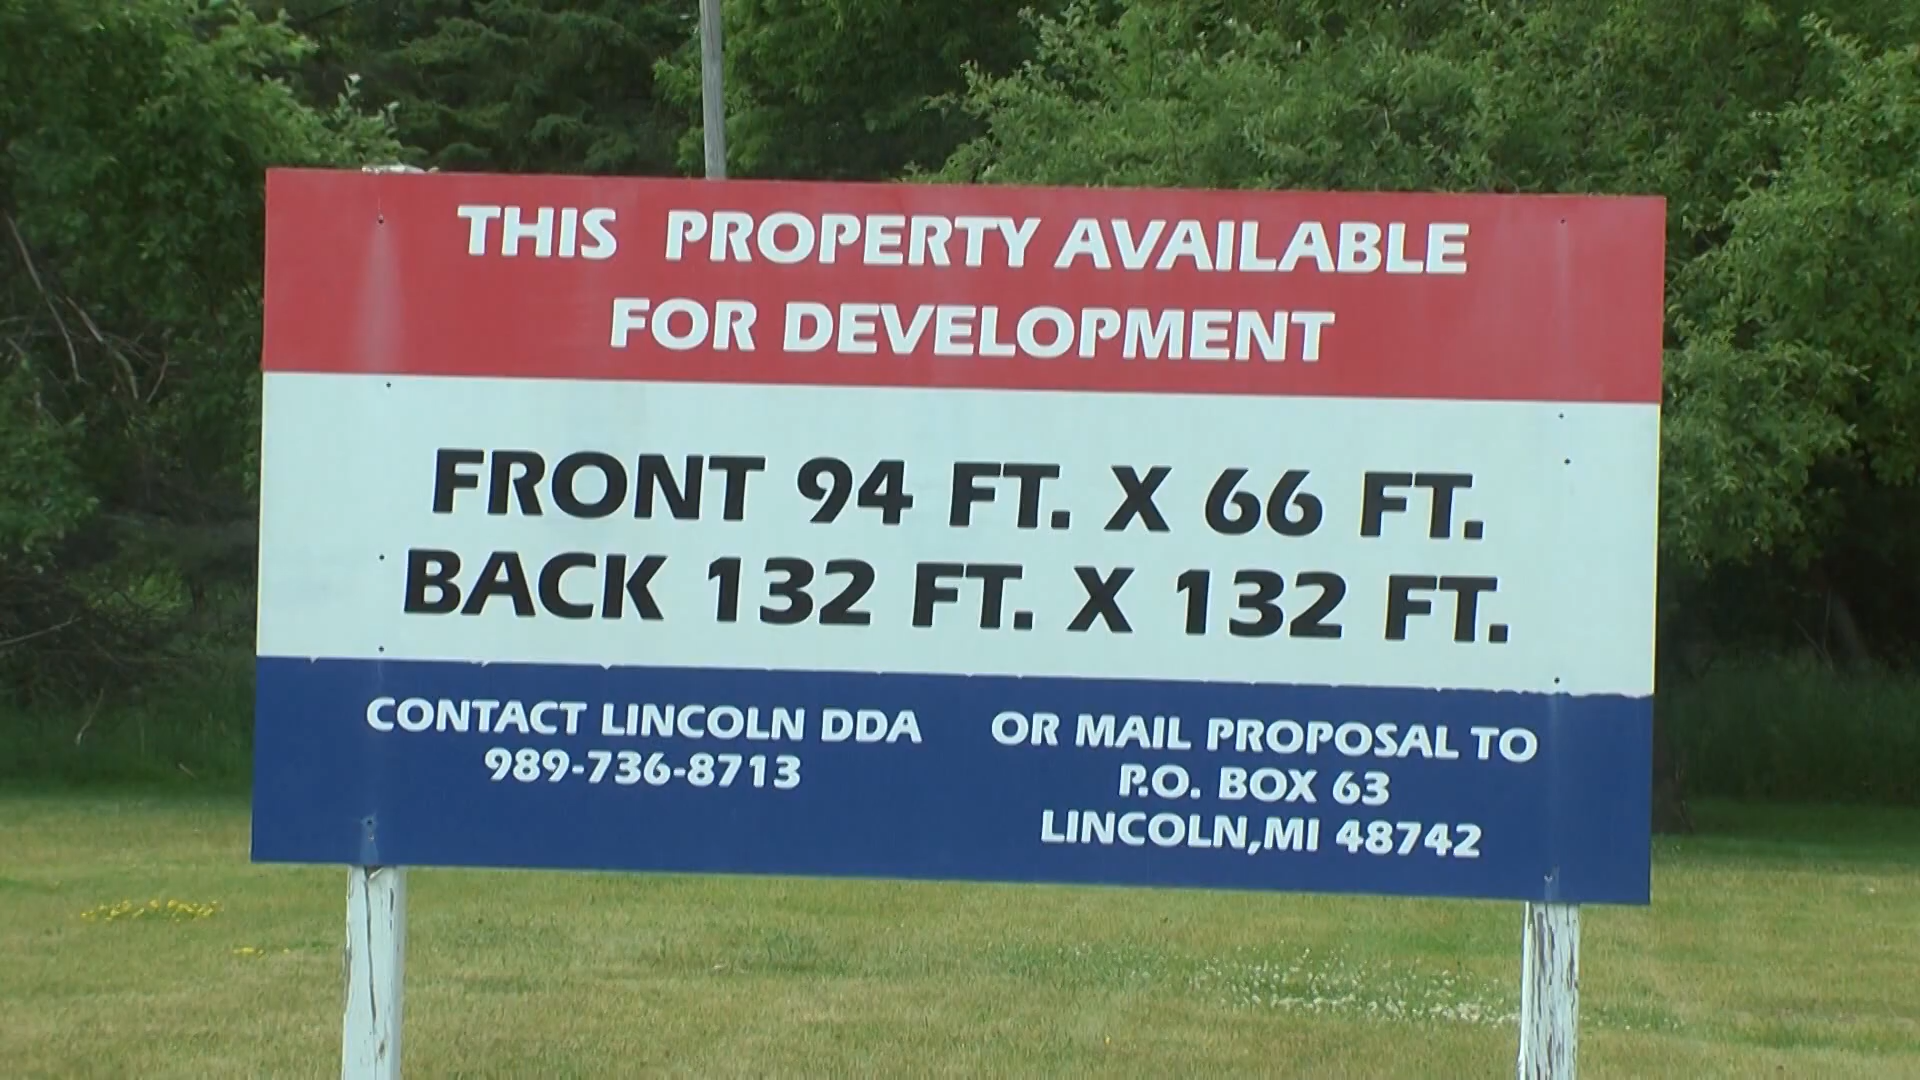 THIS PROPERTY AVAILABLE
FOR DEVELOPMENT
FRONT 94 FT. X 66 FT.
BACK 132 FT. X 132 FT.
CONTACT LINCOLN DDA
989-736-8713
OR MAIL PROPOSAL TO
P.O. BOX 63
LINCOLN,MI 48742